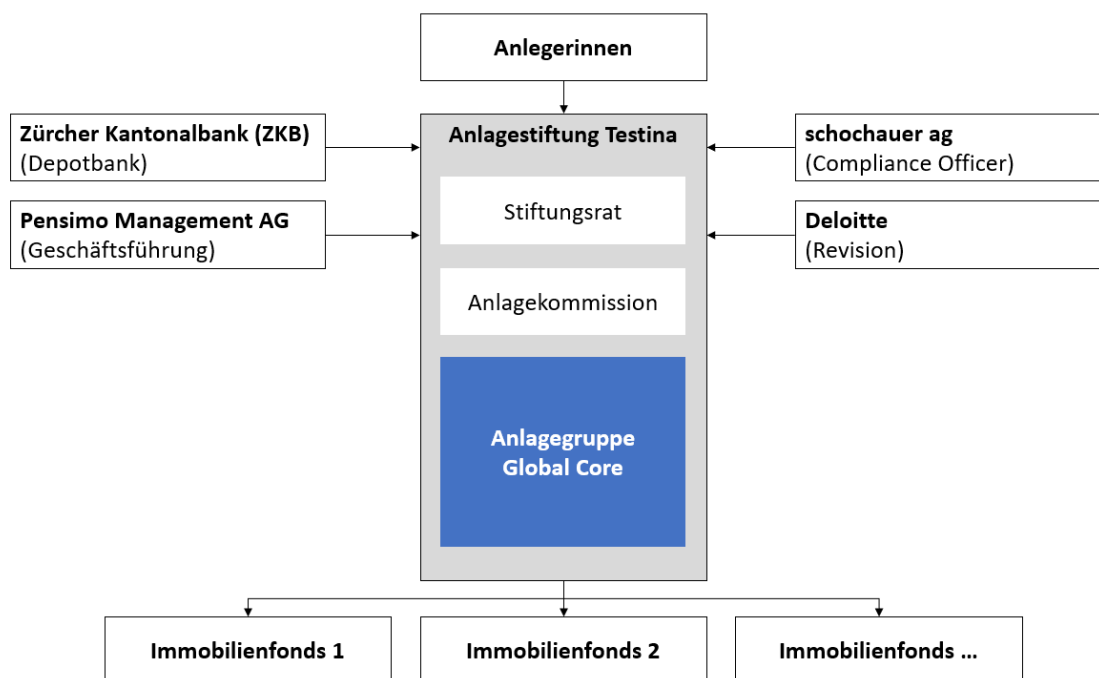 Anlegerinnen
Zürcher Kantonalbank (ZKB)
(Depotbank)
Anlagestiftung Testina
schochauer ag
(Compliance Officer)
Stiftungsrat
Pensimo Management AG
(Geschäftsführung)
Deloitte
(Revision)
Anlagekommission
Anlagegruppe
Global Core
Immobilienfonds 1
Immobilienfonds 2
Immobilienfonds ...